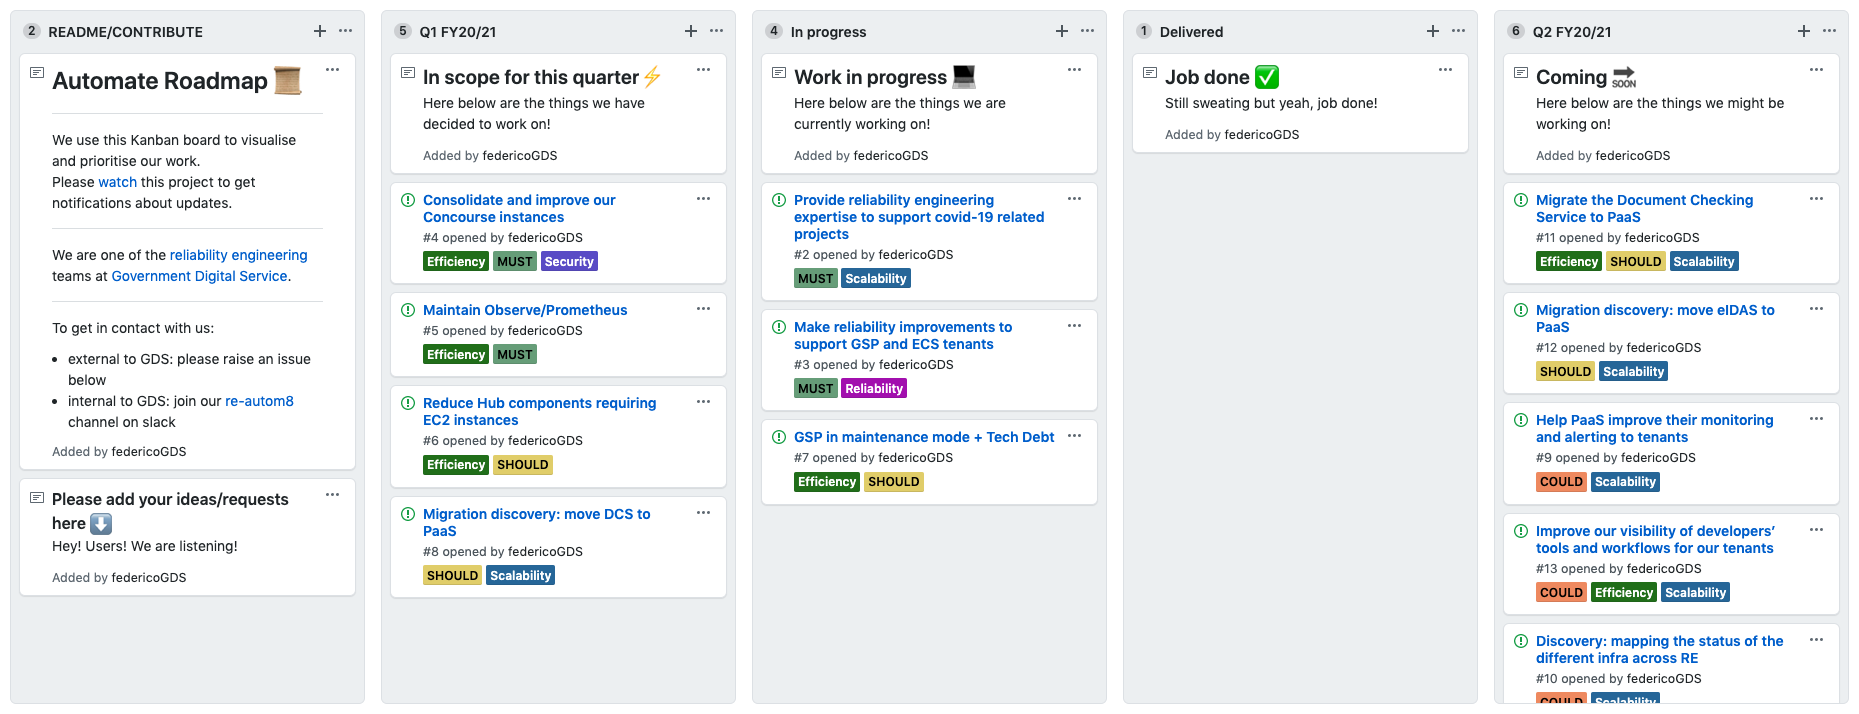 2 README/CONTRIBUTE
Automate Roadmap
We use this Kanban board to visualise
and prioritise our work.
Please watch this project to get
notifications about updates.
We are one of the reliability engineering
teams at Government Digital Service.
To get in contact with us:
• external to GDS: please raise an issue
below
• internal to GDS: join our re-autom8
channel on slack
Added by federicoGDS
Please add your ideas/requests
here ⬇️
Hey! Users! We are listening!
Added by federicoGDS
5 Q1 FY20/21
In scope for this quarter⚡
Here below are the things we have
decided to work on!
Added by federicoGDS
Consolidate and improve our
Concourse instances
#4 opened by federicoGDS
Efficiency MUST Security
Maintain Observe/Prometheus
#5 opened by federicoGDS
Efficiency MUST
Reduce Hub components requiring
EC2 instances
#6 opened by federicoGDS
Efficiency SHOULD
Migration discovery: move DCS to
PaaS
#8 opened by federicoGDS
SHOULD Scalability
4 In progress
Work in progress
Here below are the things we are
currently working on!
Added by federicoGDS
Provide reliability engineering
expertise to support covid-19 related
projects
#2 opened by federicoGDS
MUST Scalability
Make reliability improvements to
support GSP and ECS tenants
#3 opened by federicoGDS
MUST Reliability
GSP in maintenance mode + Tech Debt
#7 opened by federicoGDS
Efficiency SHOULD
1 Delivered
Job done ✅
Still sweating but yeah, job done!
Added by federicoGDS
6 Q2 FY20/21
Coming SOON
Here below are the things we might be
working on!
Added by federicoGDS
Migrate the Document Checking
Service to PaaS
#11 opened by federicoGDS
Efficiency SHOULD Scalability
Migration discovery: move eIDAS to
PaaS
#12 opened by federicoGDS
SHOULD Scalability
Help PaaS improve their monitoring
and alerting to tenants
#9 opened by federicoGDS
COULD Scalability
Improve our visibility of developers’
tools and workflows for our tenants
#13 opened by federicoGDS
COULD Efficiency Scalability
Discovery: mapping the status of the
different infra across RE
#10 opened by federicoGDS
COULD Scalability